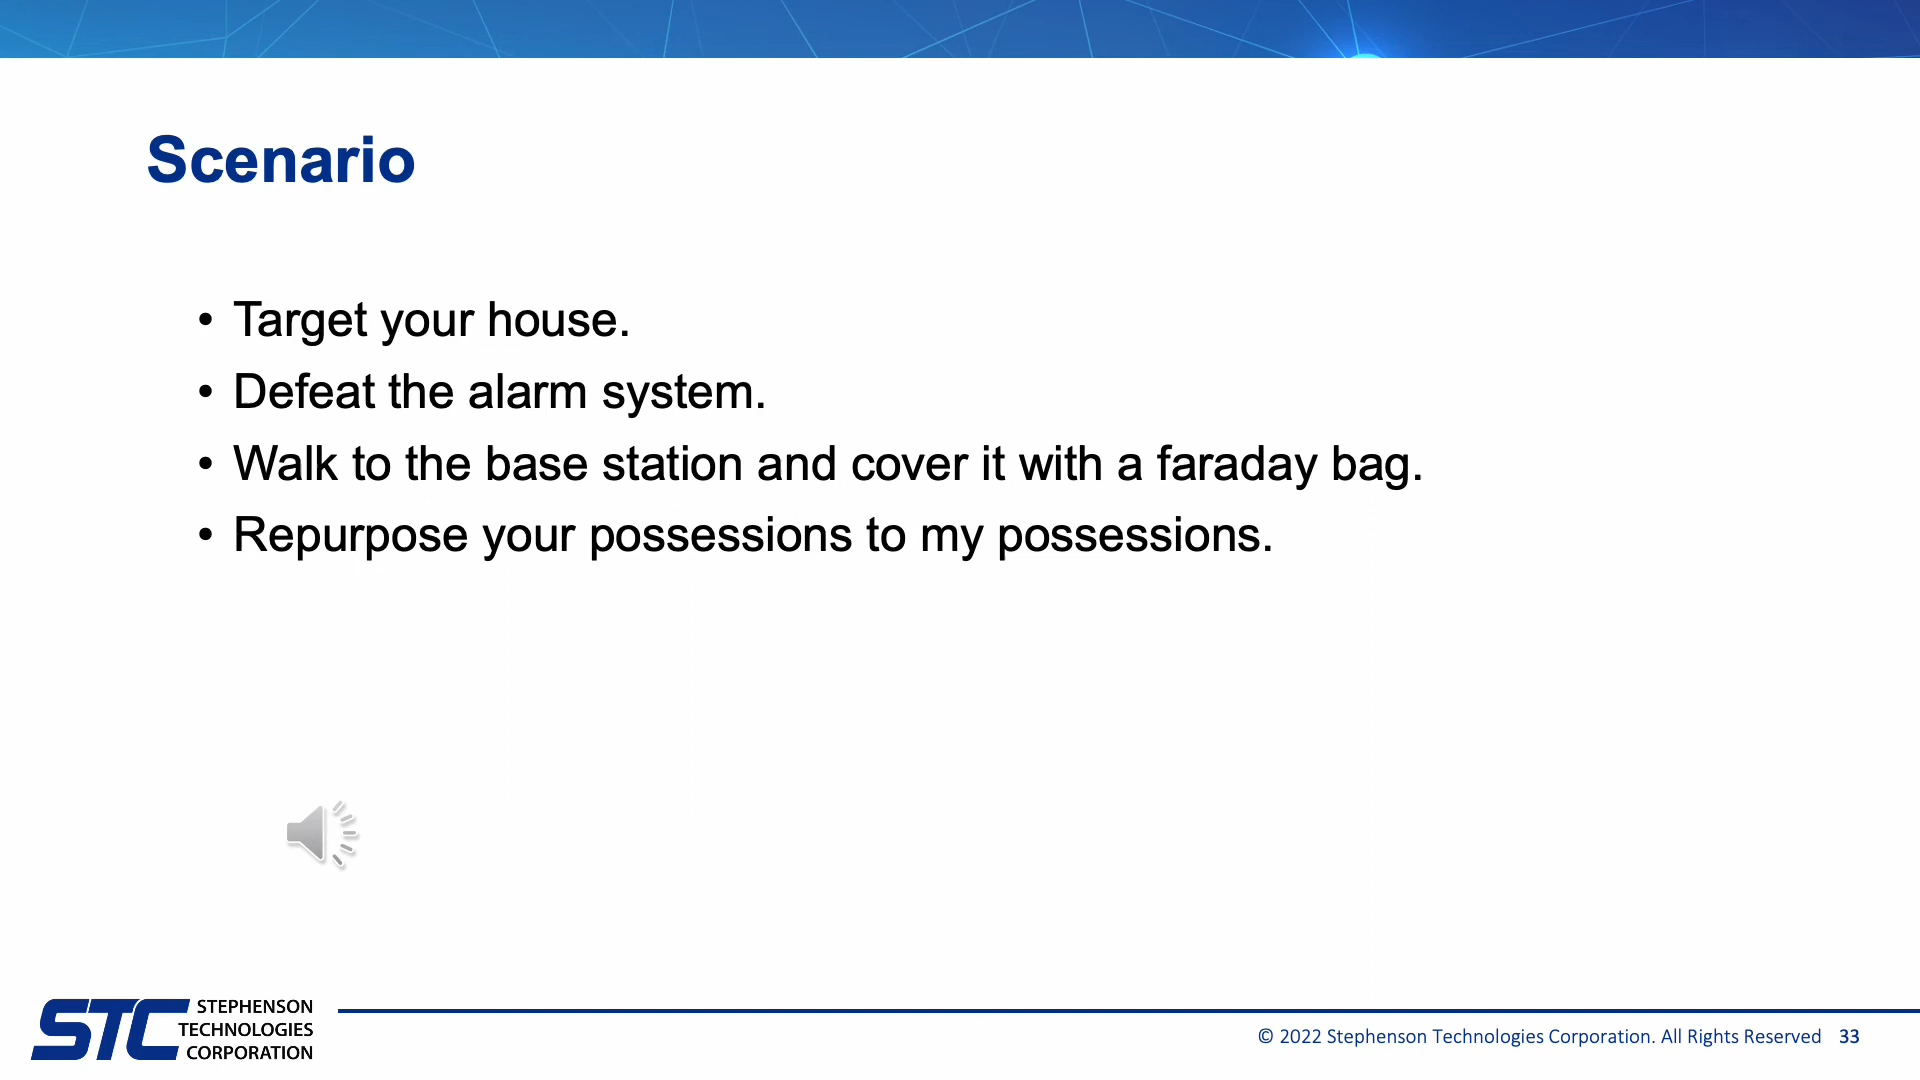 Scenario
• Target your house.
• Defeat the alarm system.
• Walk to the base station and cover it with a faraday bag.
• Repurpose your possessions to my possessions.
STC
STEPHENSON
TECHNOLOGIES
CORPORATION
© 2022 Stephenson Technologies Corporation. All Rights Reserved 33